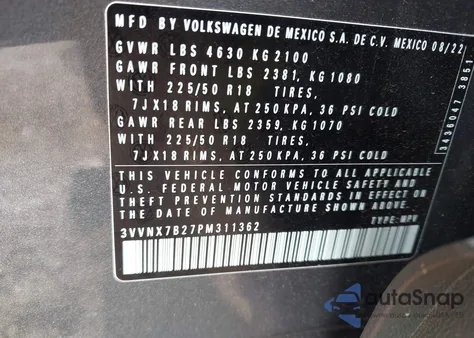 MFD BY VOLKSWAGEN DE MEXICO S.A. DE C.V. MEXICO 08/22
GVWR LBS 4630 KG 2100
GAWR FRONT LBS 2381, KG 1080
WITH 225/50 R18 TIRES,
7JX18 RIMS, AT 250 KPA, 36 PSI COLD
GAWR REAR LBS 2359, KG 1070
WITH 225/50 R18 TIRES,
7JX18 RIMS, AT 250 KPA, 36 PSI COLD
THIS VEHICLE CONFORMS TO ALL APPLICABLE
U.S. FEDERAL MOTOR VEHICLE SAFETY AND
THEFT PREVENTION STANDARDS IN EFFECT ON
THE DATE OF MANUFACTURE SHOWN ABOVE.
3VVNX7B27PM311362 TYPE: MPV
3436047 3851
autoSnap